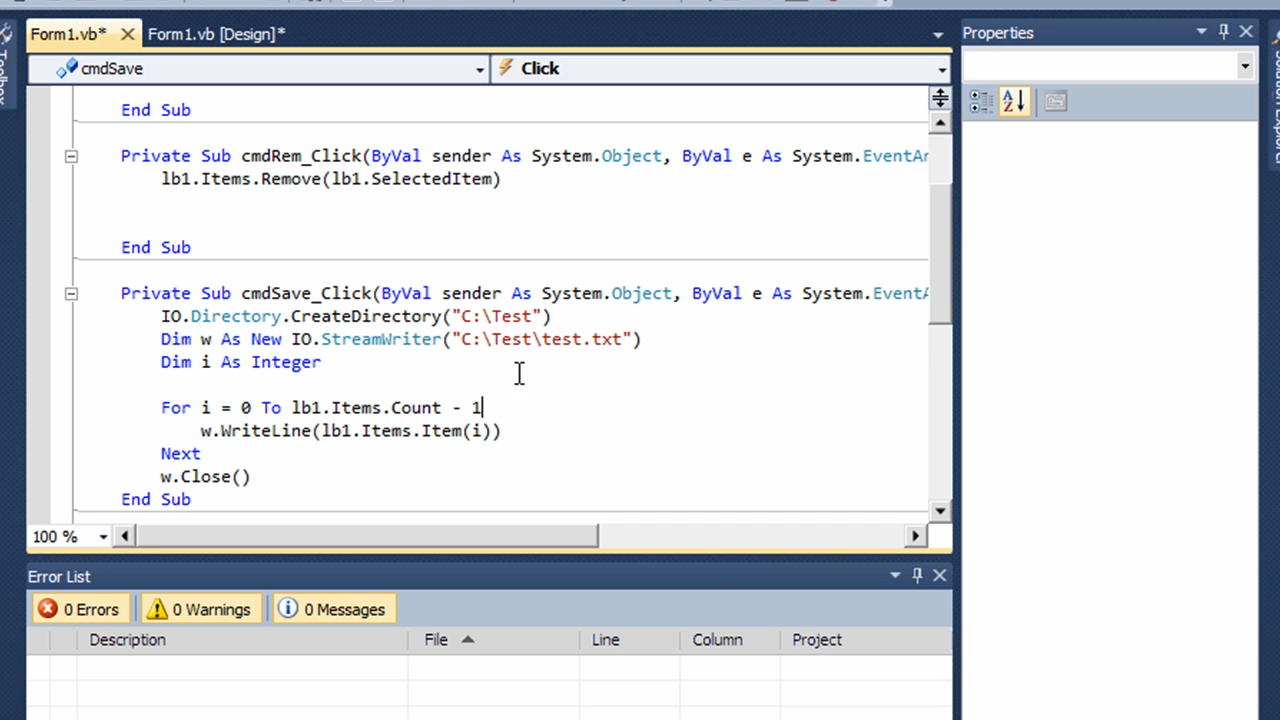 Form1.vb* Form1.vb [Design]* Properties
Toolbox
cmdSave Click
End Sub
Private Sub cmdRem_Click(ByVal sender As System.Object, ByVal e As System.EventAr
lb1.Items.Remove(lb1.SelectedItem)
End Sub
Private Sub cmdSave_Click(ByVal sender As System.Object, ByVal e As System.EventA
IO.Directory.CreateDirectory("C:\Test")
Dim w As New IO.StreamWriter("C:\Test\test.txt")
Dim i As Integer
For i = 0 To lb1.Items.Count - 1
w.WriteLine(lb1.Items.Item(i))
Next
w.Close()
End Sub
100 %
Error List
0 Errors 0 Warnings 0 Messages
Description File Line Column Project